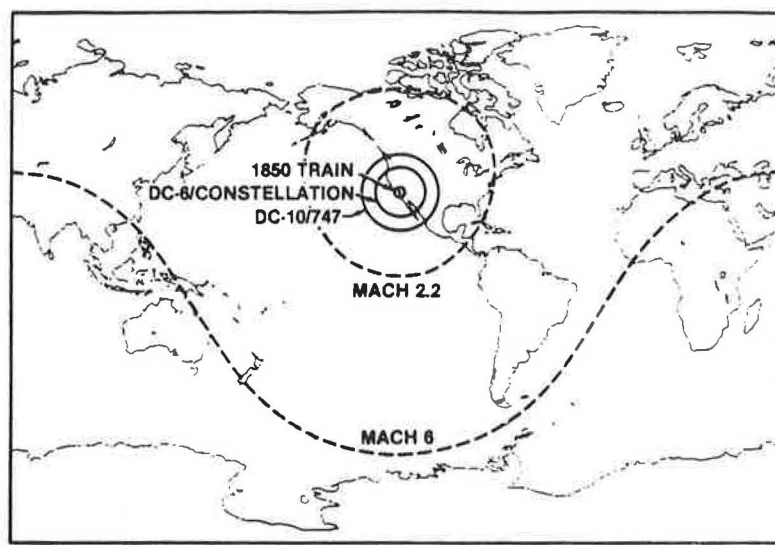 1850 TRAIN
DC-6/CONSTELLATION
DC-10/747
MACH 2.2
MACH 6